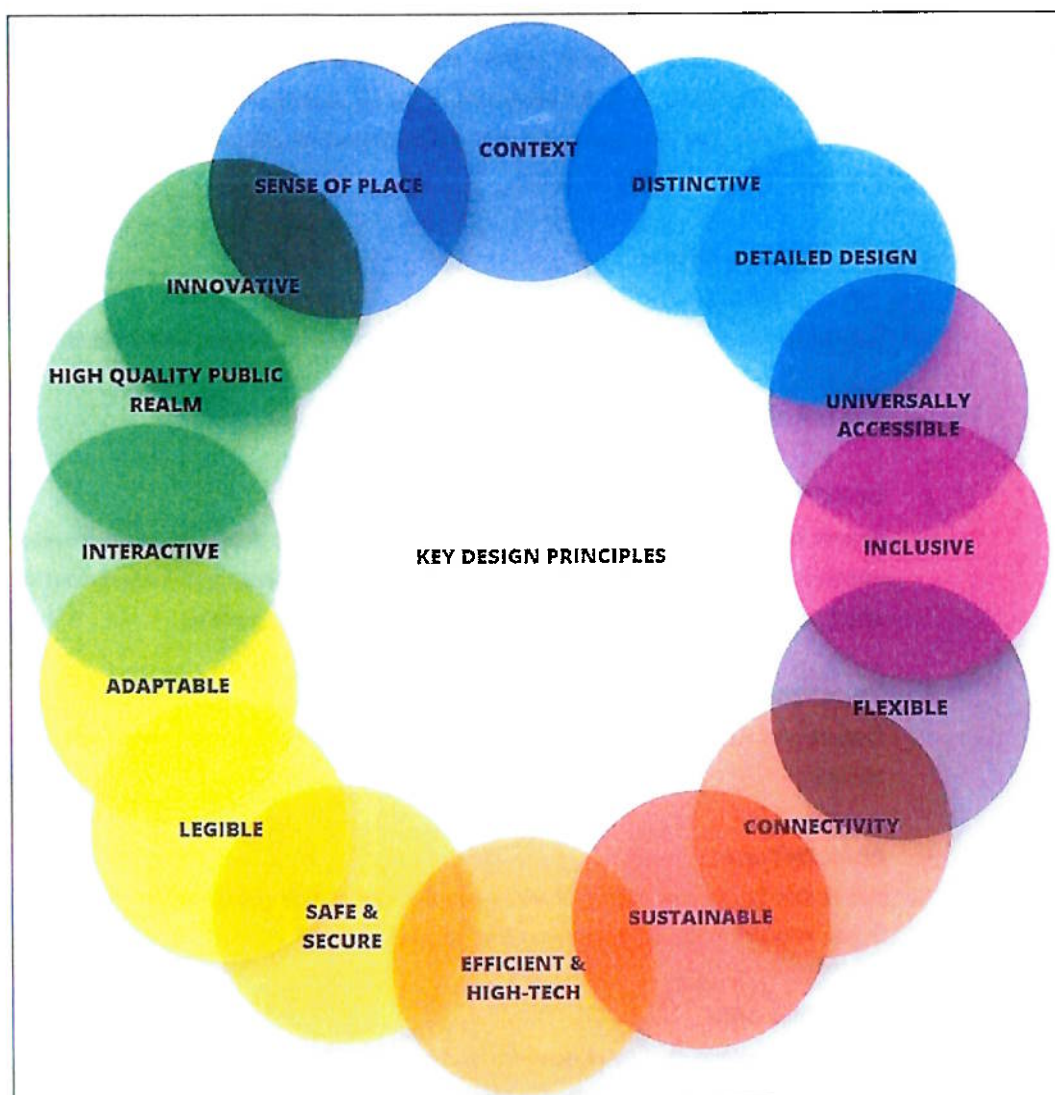 CONTEXT
DISTINCTIVE
DETAILED DESIGN
UNIVERSALLY
ACCESSIBLE
INCLUSIVE
FLEXIBLE
CONNECTIVITY
SUSTAINABLE
EFFICIENT &
HIGH-TECH
SAFE &
SECURE
LEGIBLE
ADAPTABLE
INTERACTIVE
HIGH QUALITY PUBLIC
REALM
INNOVATIVE
SENSE OF PLACE
KEY DESIGN PRINCIPLES